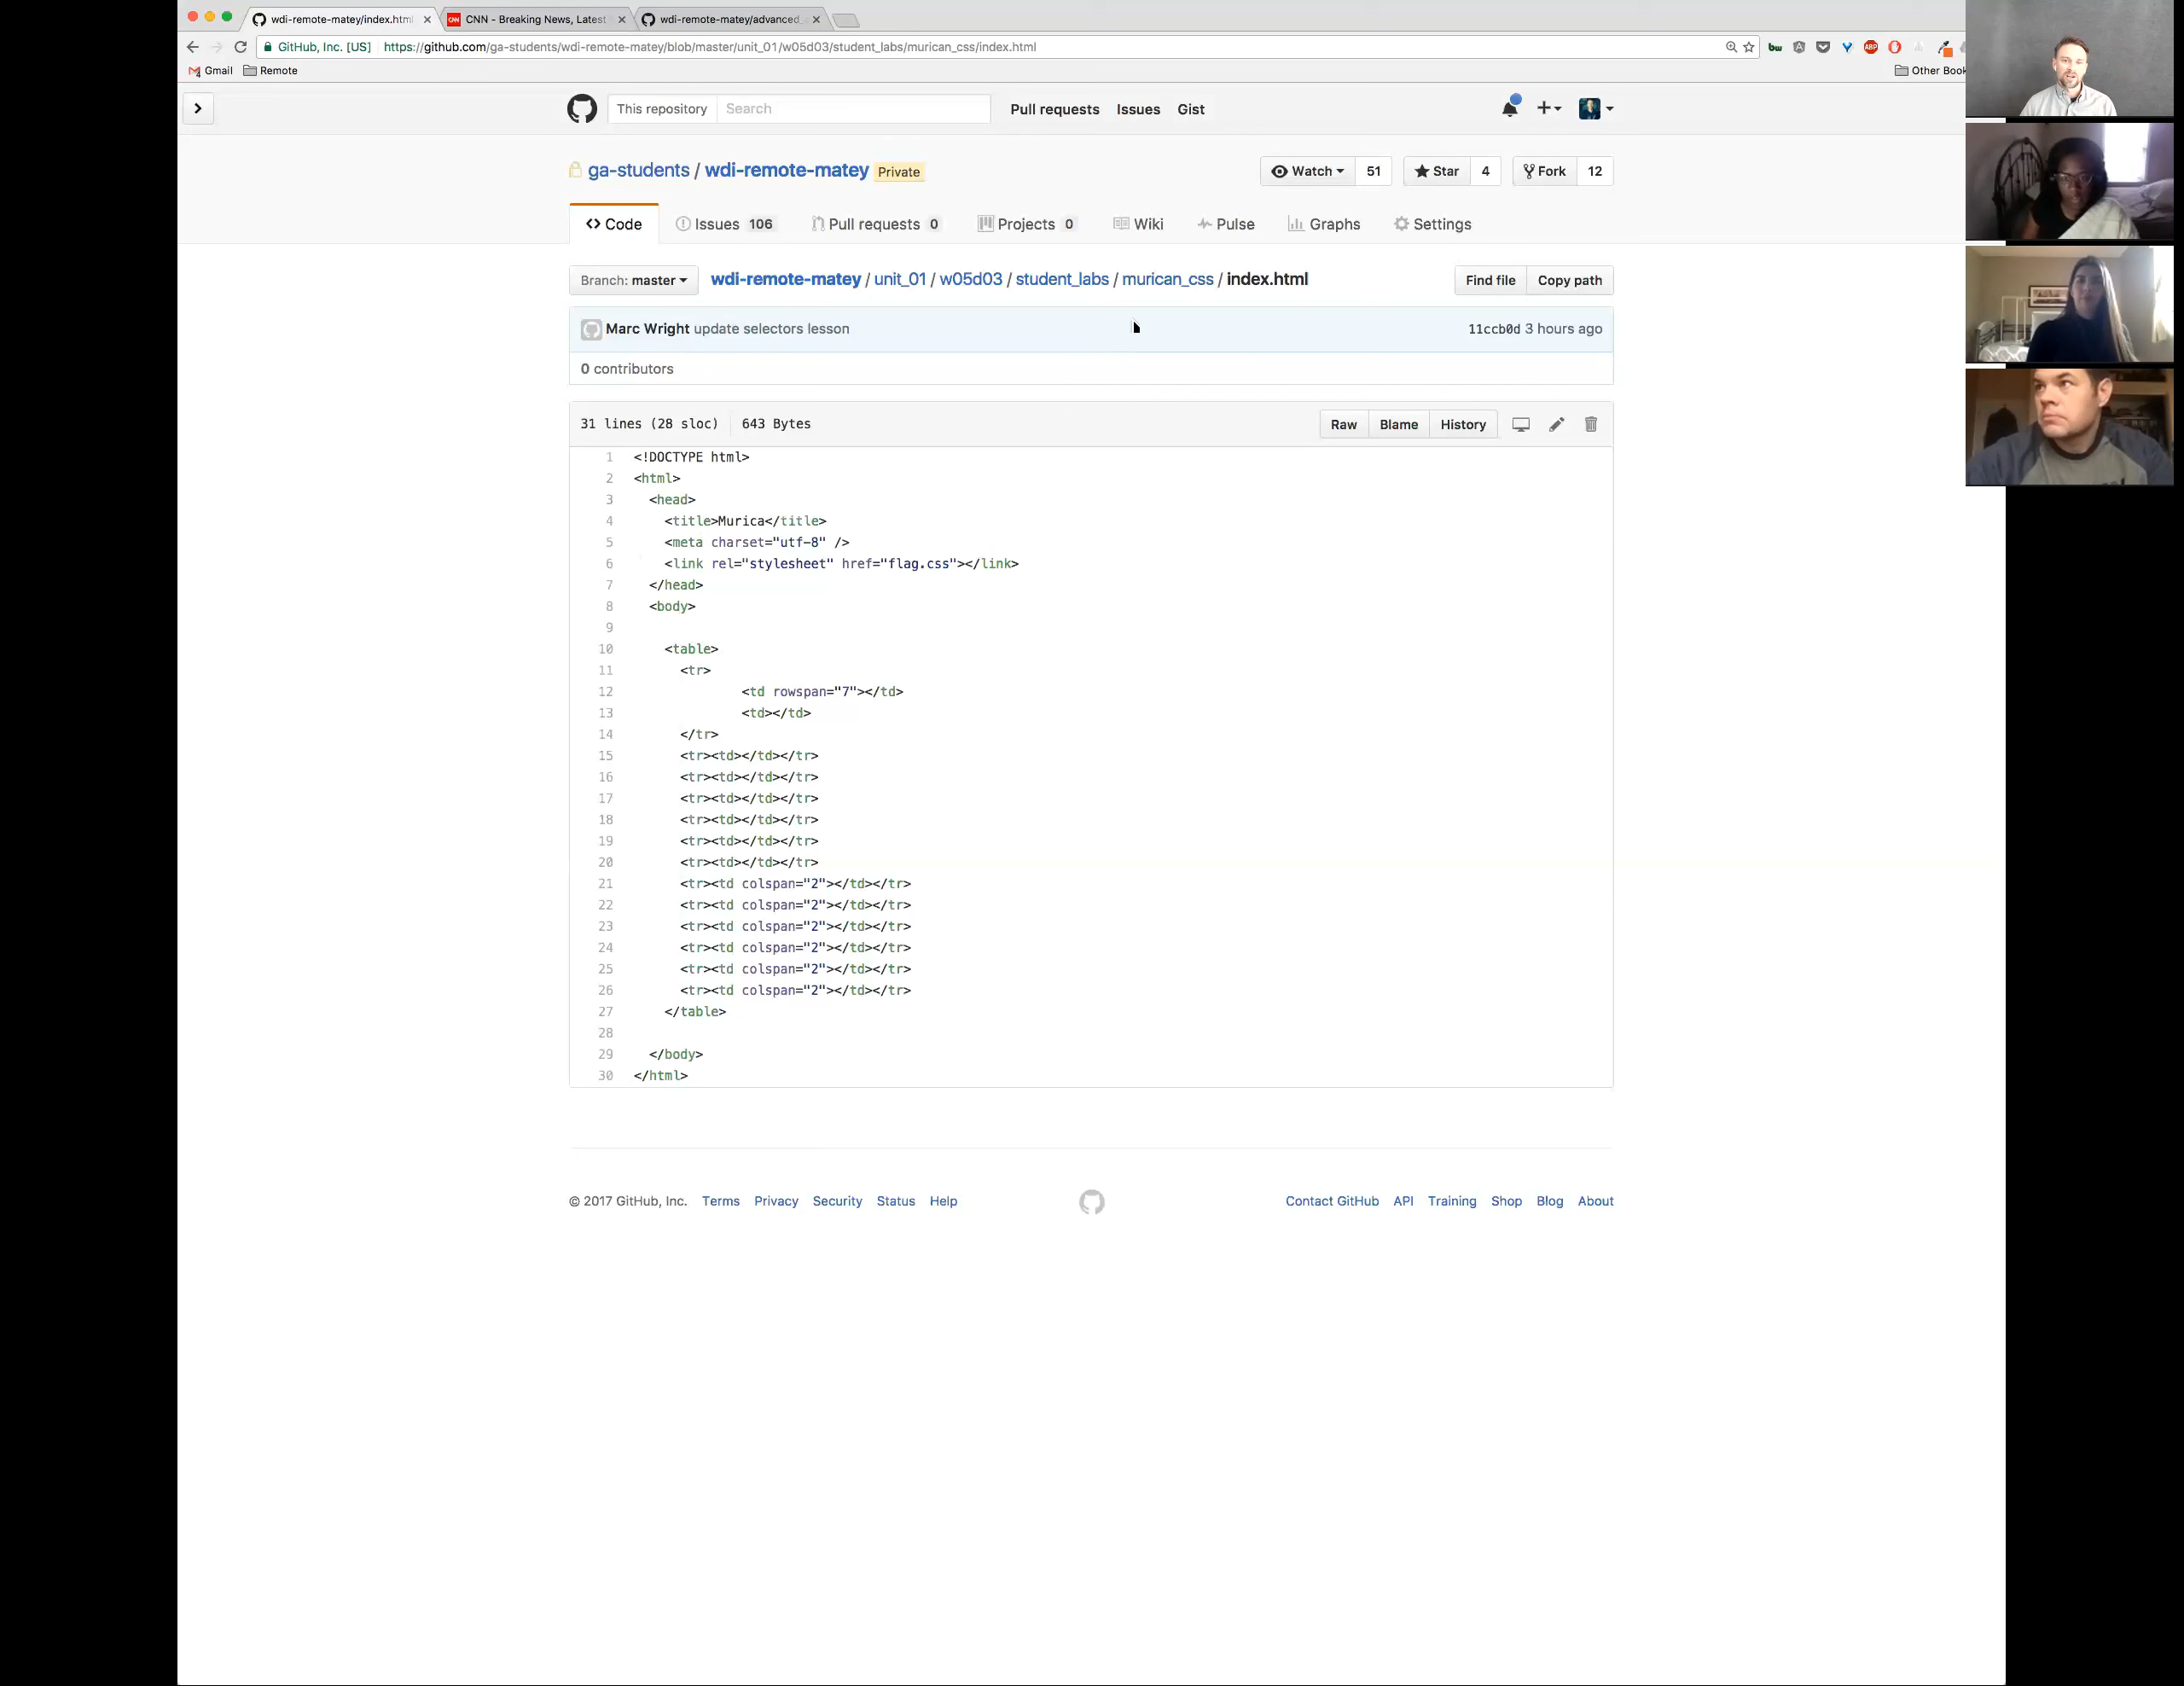 wdi-remote-matey/index.html
CNN - Breaking News, Latest
wdi-remote-matey/advanced_
GitHub, Inc. [US] https://github.com/ga-students/wdi-remote-matey/blob/master/unit_01/w05d03/student_labs/murican_css/index.html
bw
ABP
Gmail Remote Other Book
This repository Search Pull requests Issues Gist
ga-students / wdi-remote-matey Private
Watch 51 Star 4 Fork 12
Code Issues 106 Pull requests 0 Projects 0 Wiki Pulse Graphs Settings
Branch: master wdi-remote-matey / unit_01 / w05d03 / student_labs / murican_css / index.html Find file Copy path
Marc Wright update selectors lesson 11ccb0d 3 hours ago
0 contributors
31 lines (28 sloc) 643 Bytes Raw Blame History
1 <!DOCTYPE html>
2 <html>
3 <head>
4 <title>Murica</title>
5 <meta charset="utf-8" />
6 <link rel="stylesheet" href="flag.css"></link>
7 </head>
8 <body>
9
10 <table>
11 <tr>
12 <td rowspan="7"></td>
13 <td></td>
14 </tr>
15 <tr><td></td></tr>
16 <tr><td></td></tr>
17 <tr><td></td></tr>
18 <tr><td></td></tr>
19 <tr><td></td></tr>
20 <tr><td></td></tr>
21 <tr><td colspan="2"></td></tr>
22 <tr><td colspan="2"></td></tr>
23 <tr><td colspan="2"></td></tr>
24 <tr><td colspan="2"></td></tr>
25 <tr><td colspan="2"></td></tr>
26 <tr><td colspan="2"></td></tr>
27 </table>
28
29 </body>
30 </html>
© 2017 GitHub, Inc. Terms Privacy Security Status Help Contact GitHub API Training Shop Blog About